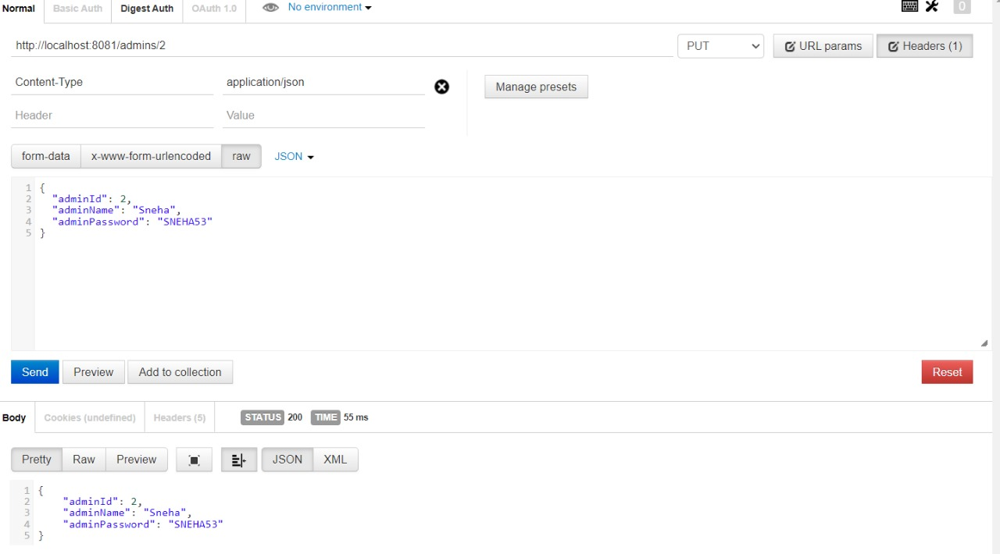 Normal Basic Auth Digest Auth OAuth 1.0 No environment 0
http://localhost:8081/admins/2 PUT URL params Headers (1)
Content-Type application/json Manage presets
Header Value
form-data x-www-form-urlencoded raw JSON
1 {
2 "adminId": 2,
3 "adminName": "Sneha",
4 "adminPassword": "SNEHA53"
5 }
Send Preview Add to collection Reset
Body Cookies (undefined) Headers (5) STATUS 200 TIME 55 ms
Pretty Raw Preview JSON XML
1 {
2 "adminId": 2,
3 "adminName": "Sneha",
4 "adminPassword": "SNEHA53"
5 }